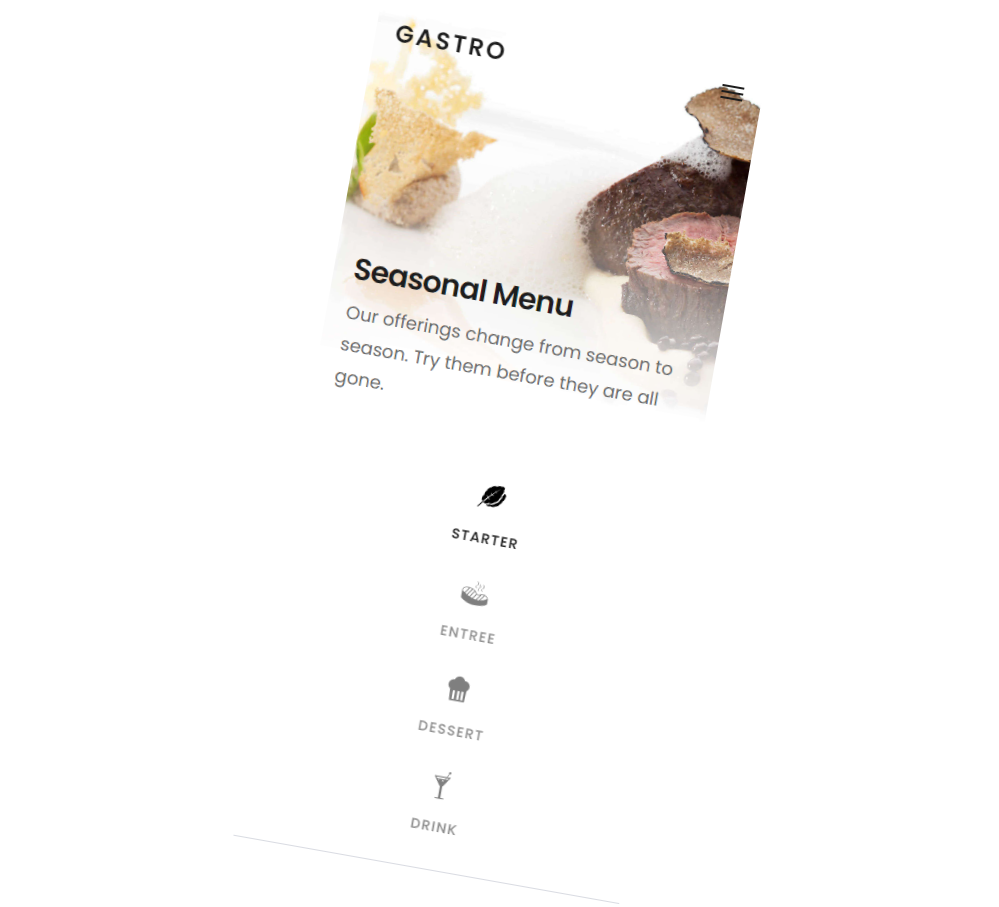 GASTRO
Seasonal Menu
Our offerings change from season to
season. Try them before they are all
gone.
STARTER
ENTREE
DESSERT
DRINK